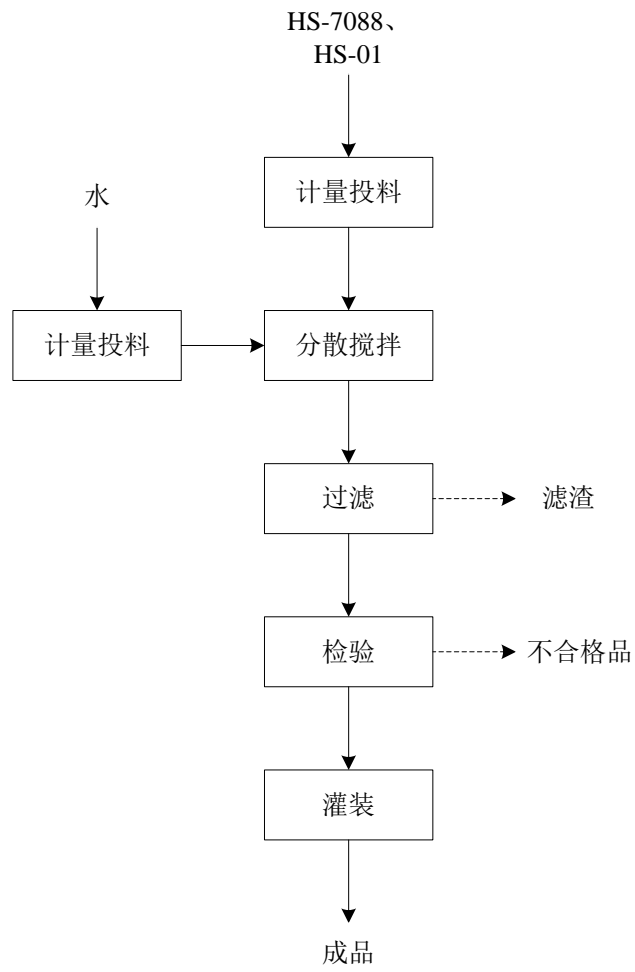 HS-7088、
HS-01
计量投料
水
计量投料
分散搅拌
过滤
滤渣
检验
不合格品
灌装
成品